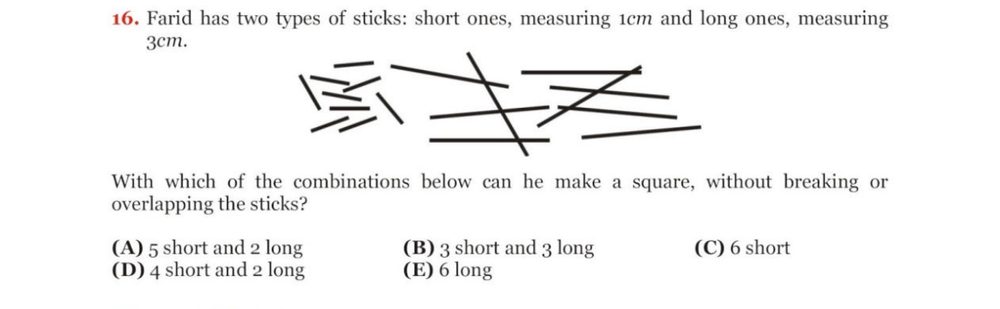 16. Farid has two types of sticks: short ones, measuring 1cm and long ones, measuring
3cm.
With which of the combinations below can he make a square, without breaking or
overlapping the sticks?
(A) 5 short and 2 long (B) 3 short and 3 long (C) 6 short
(D) 4 short and 2 long (E) 6 long